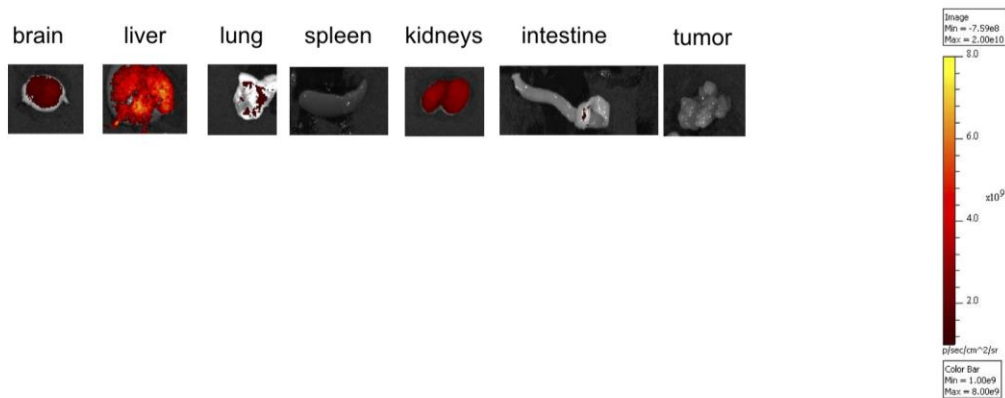 brain liver lung spleen kidneys intestine tumor
Image
Min = -7.59e8
Max = 2.00e10
8.0
6.0
x10^9
4.0
2.0
p/sec/cm^2/sr
Color Bar
Min = 1.00e9
Max = 8.00e9